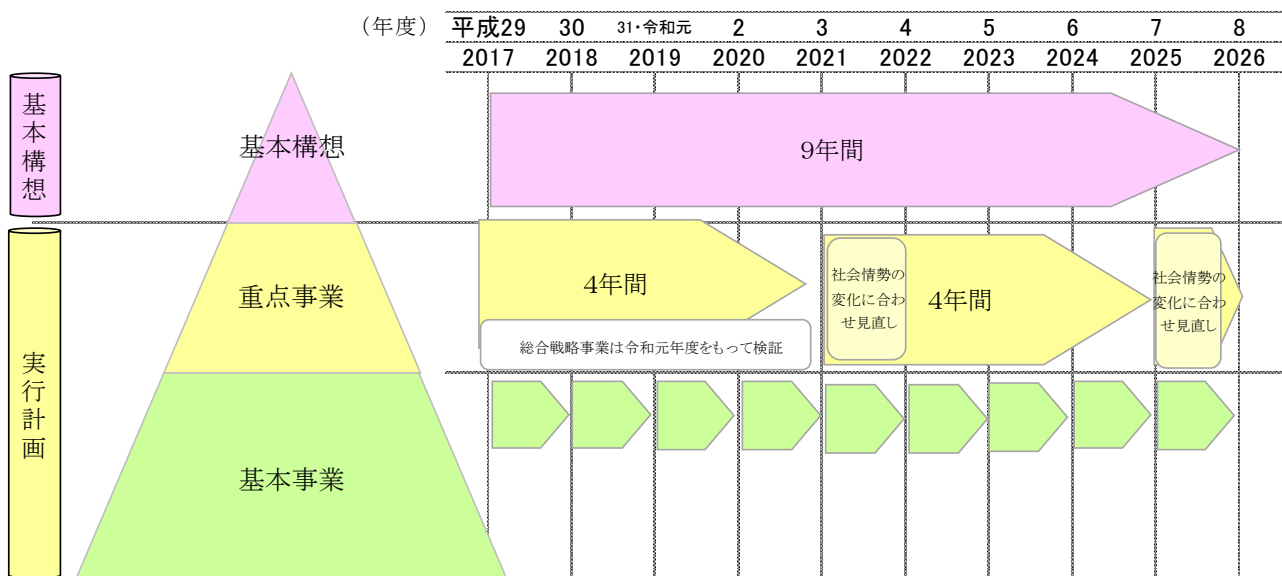 （年度） 平成29 30 31・令和元 2 3 4 5 6 7 8
2017 2018 2019 2020 2021 2022 2023 2024 2025 2026
基本構想
基本構想
9年間
実行計画
重点事業
4年間
総合戦略事業は令和元年度をもって検証
社会情勢の
変化に合わ
せ見直し
4年間
社会情勢の
変化に合わ
せ見直し
基本事業